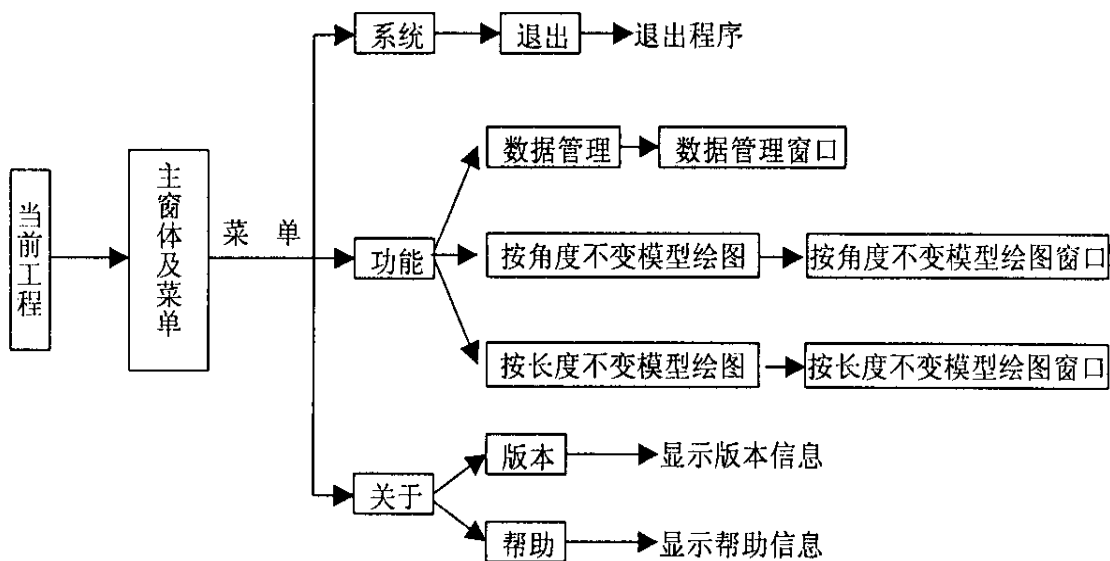 当前工程
主窗体及菜单
菜 单
系统
退出
退出程序
功能
数据管理
数据管理窗口
按角度不变模型绘图
按角度不变模型绘图窗口
按长度不变模型绘图
按长度不变模型绘图窗口
关于
版本
显示版本信息
帮助
显示帮助信息